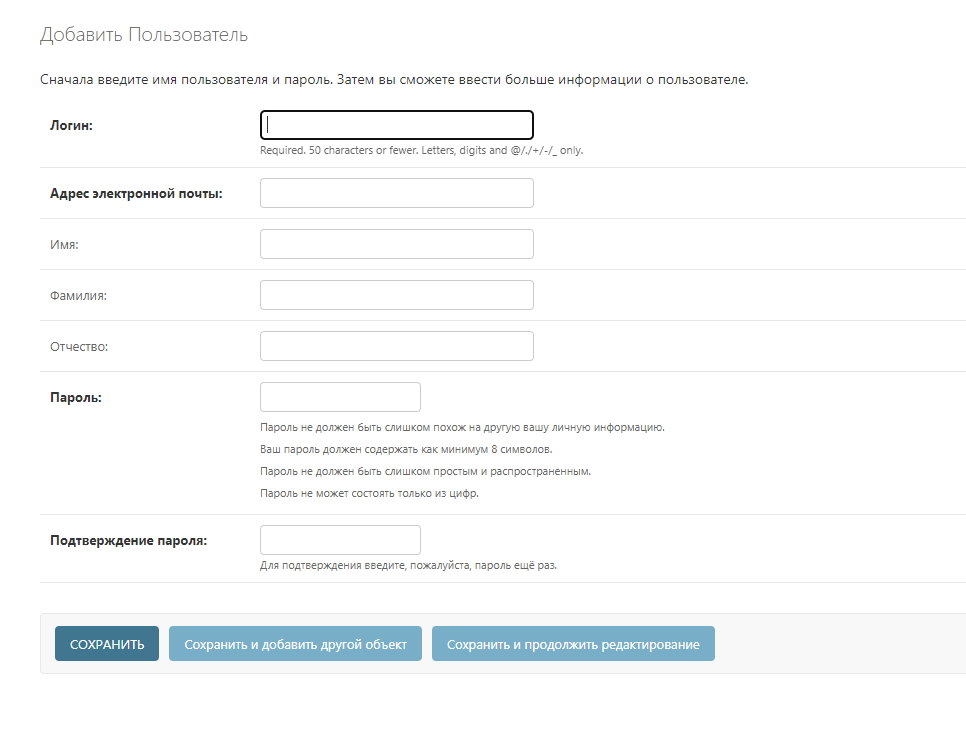 Добавить Пользователь
Сначала введите имя пользователя и пароль. Затем вы сможете ввести больше информации о пользователе.
Логин:
Required. 50 characters or fewer. Letters, digits and @/./+/-/_ only.
Адрес электронной почты:
Имя:
Фамилия:
Отчество:
Пароль:
Пароль не должен быть слишком похож на другую вашу личную информацию.
Ваш пароль должен содержать как минимум 8 символов.
Пароль не должен быть слишком простым и распространенным.
Пароль не может состоять только из цифр.
Подтверждение пароля:
Для подтверждения введите, пожалуйста, пароль ещё раз.
СОХРАНИТЬ Сохранить и добавить другой объект Сохранить и продолжить редактирование